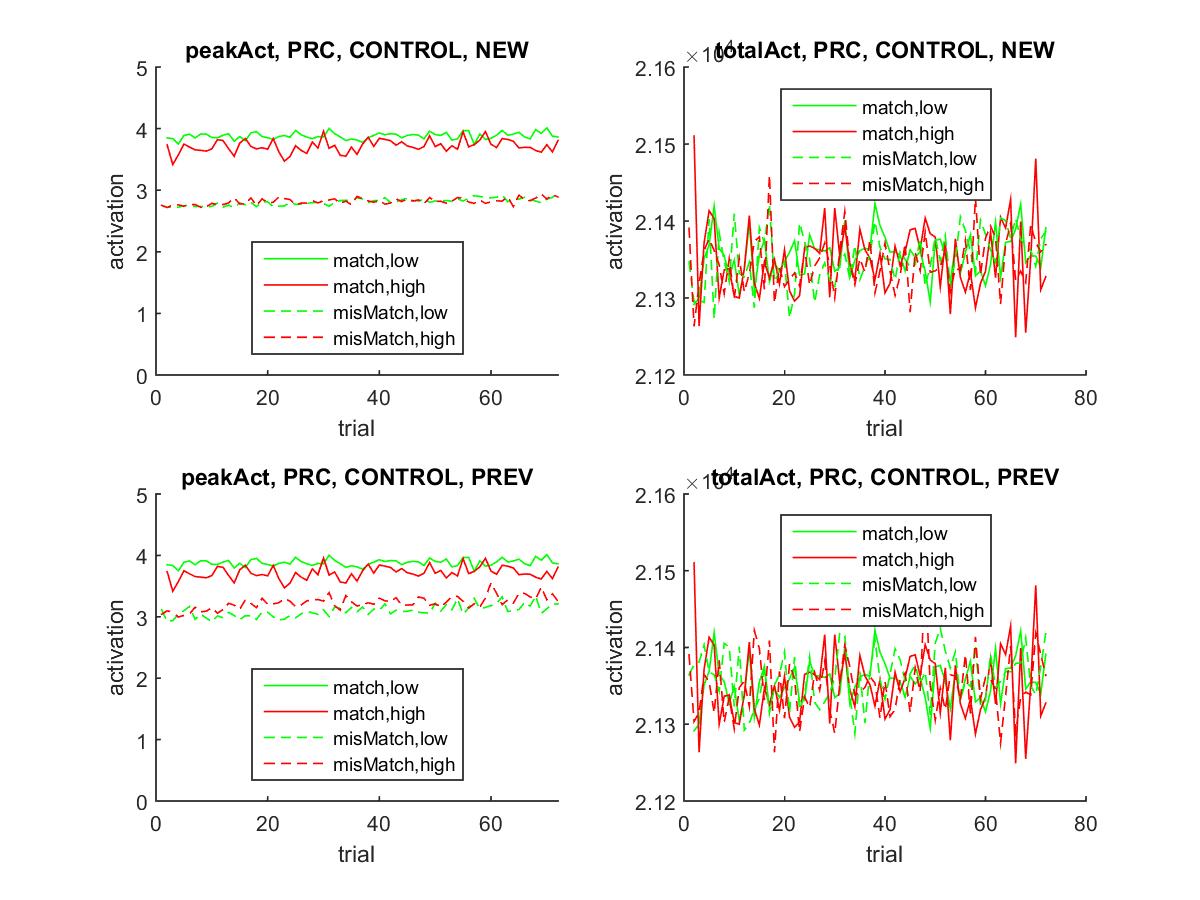 peakAct, PRC, CONTROL, NEW
5
4
3
2
1
0
activation
match,low
match,high
misMatch,low
misMatch,high
0 20 40 60
trial
×10⁴
totalAct, PRC, CONTROL, NEW
2.16
2.15
2.14
2.13
2.12
activation
match,low
match,high
misMatch,low
misMatch,high
0 20 40 60 80
trial
peakAct, PRC, CONTROL, PREV
5
4
3
2
1
0
activation
match,low
match,high
misMatch,low
misMatch,high
0 20 40 60
trial
×10⁴
totalAct, PRC, CONTROL, PREV
2.16
2.15
2.14
2.13
2.12
activation
match,low
match,high
misMatch,low
misMatch,high
0 20 40 60 80
trial